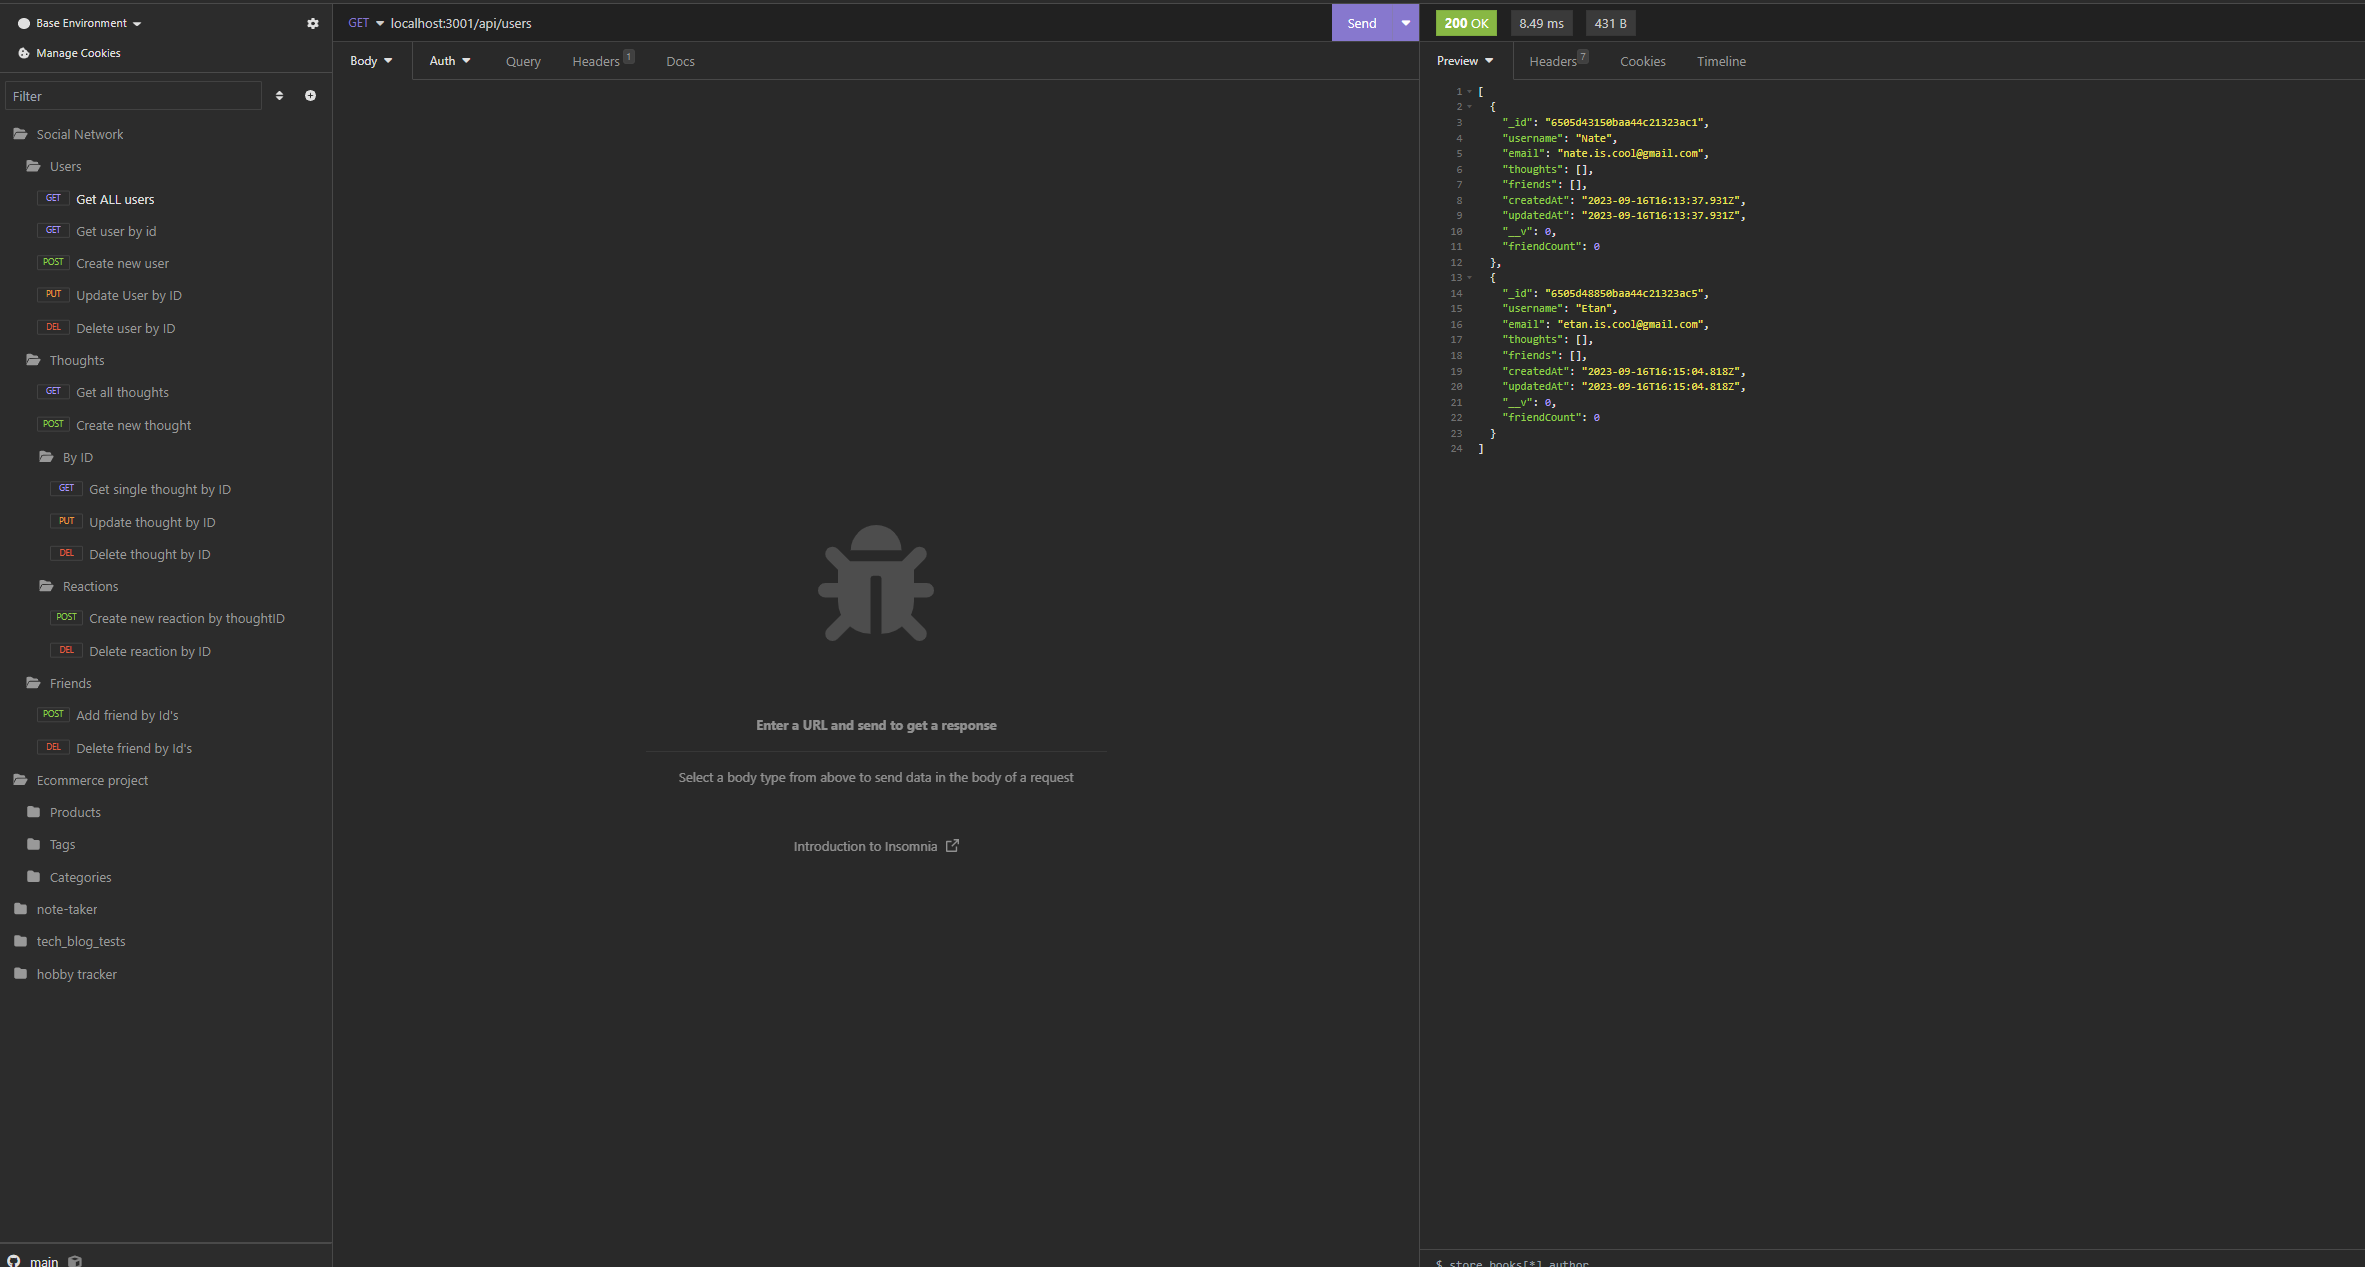 Base Environment
Manage Cookies
Filter
Social Network
Users
GET Get ALL users
GET Get user by id
POST Create new user
PUT Update User by ID
DEL Delete user by ID
Thoughts
GET Get all thoughts
POST Create new thought
By ID
GET Get single thought by ID
PUT Update thought by ID
DEL Delete thought by ID
Reactions
POST Create new reaction by thoughtID
DEL Delete reaction by ID
Friends
POST Add friend by Id's
DEL Delete friend by Id's
Ecommerce project
Products
Tags
Categories
note-taker
tech_blog_tests
hobby tracker
main
GET localhost:3001/api/users Send
Body Auth Query Headers 1 Docs
Enter a URL and send to get a response
Select a body type from above to send data in the body of a request
Introduction to Insomnia
200 OK 8.49 ms 431 B
Preview Headers 7 Cookies Timeline
1 [
2 {
3 "_id": "6505d43150baa44c21323ac1",
4 "username": "Nate",
5 "email": "nate.is.cool@gmail.com",
6 "thoughts": [],
7 "friends": [],
8 "createdAt": "2023-09-16T16:13:37.931Z",
9 "updatedAt": "2023-09-16T16:13:37.931Z",
10 "__v": 0,
11 "friendCount": 0
12 },
13 {
14 "_id": "6505d48850baa44c21323ac5",
15 "username": "Etan",
16 "email": "etan.is.cool@gmail.com",
17 "thoughts": [],
18 "friends": [],
19 "createdAt": "2023-09-16T16:15:04.818Z",
20 "updatedAt": "2023-09-16T16:15:04.818Z",
21 "__v": 0,
22 "friendCount": 0
23 }
24 ]
$.store.books[*].author